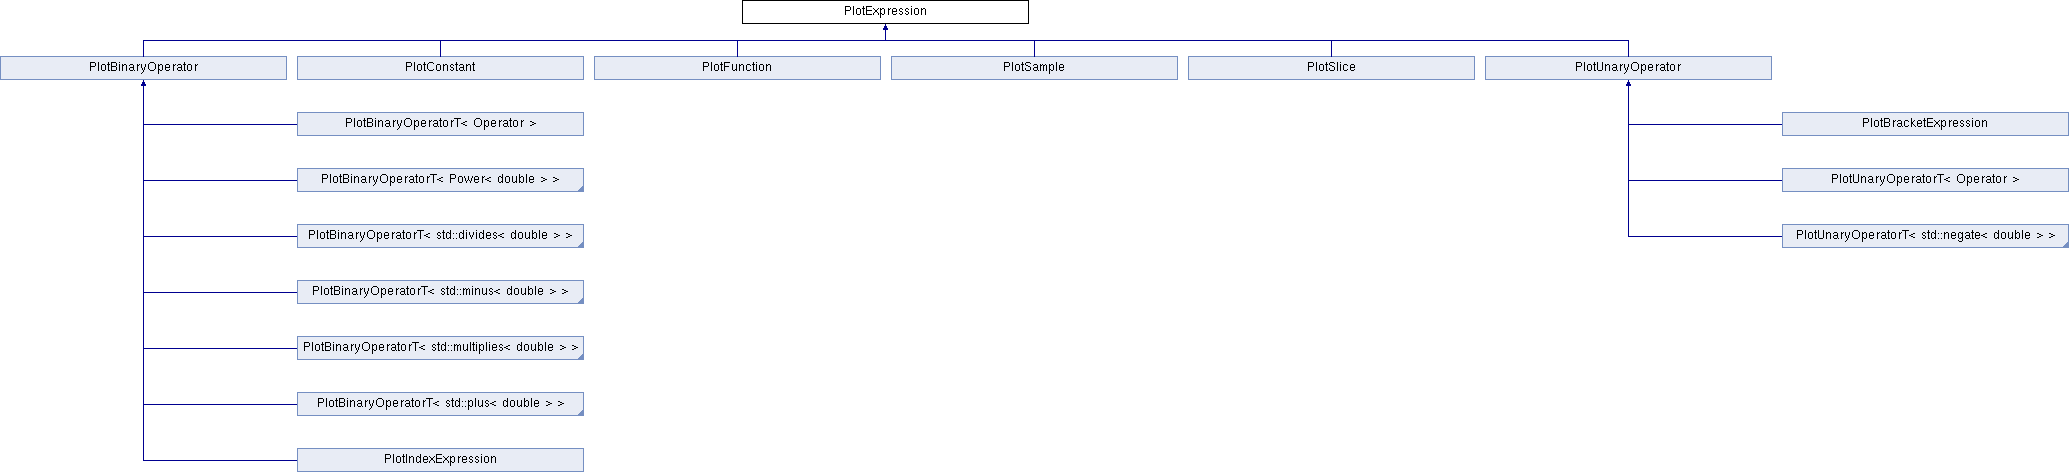 PlotExpression
PlotBinaryOperator
PlotConstant
PlotFunction
PlotSample
PlotSlice
PlotUnaryOperator
PlotBinaryOperatorT< Operator >
PlotBracketExpression
PlotBinaryOperatorT< Power< double > >
PlotUnaryOperatorT< Operator >
PlotBinaryOperatorT< std::divides< double > >
PlotUnaryOperatorT< std::negate< double > >
PlotBinaryOperatorT< std::minus< double > >
PlotBinaryOperatorT< std::multiplies< double > >
PlotBinaryOperatorT< std::plus< double > >
PlotIndexExpression